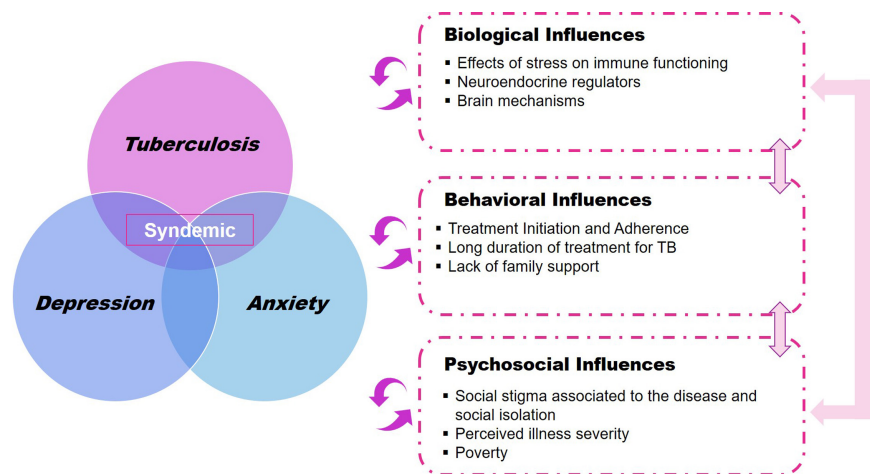 Tuberculosis
Syndemic
Depression
Anxiety
Biological Influences
▪ Effects of stress on immune functioning
▪ Neuroendocrine regulators
▪ Brain mechanisms
Behavioral Influences
▪ Treatment Initiation and Adherence
▪ Long duration of treatment for TB
▪ Lack of family support
Psychosocial Influences
▪ Social stigma associated to the disease and
social isolation
▪ Perceived illness severity
▪ Poverty